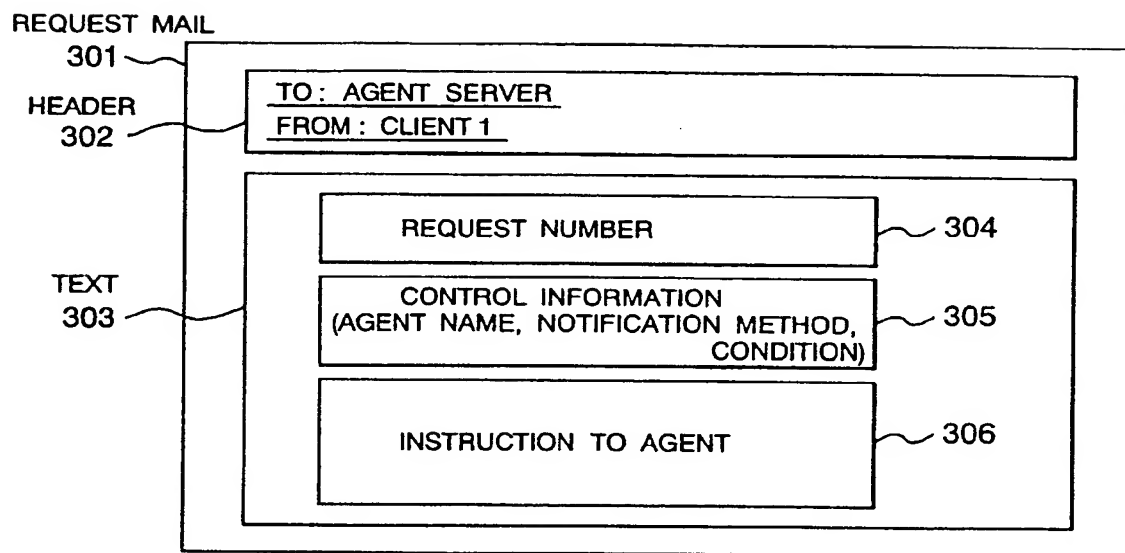 REQUEST MAIL
301
HEADER
302
TO : AGENT SERVER
FROM : CLIENT 1
TEXT
303
REQUEST NUMBER
304
CONTROL INFORMATION
(AGENT NAME, NOTIFICATION METHOD,
CONDITION)
305
INSTRUCTION TO AGENT
306